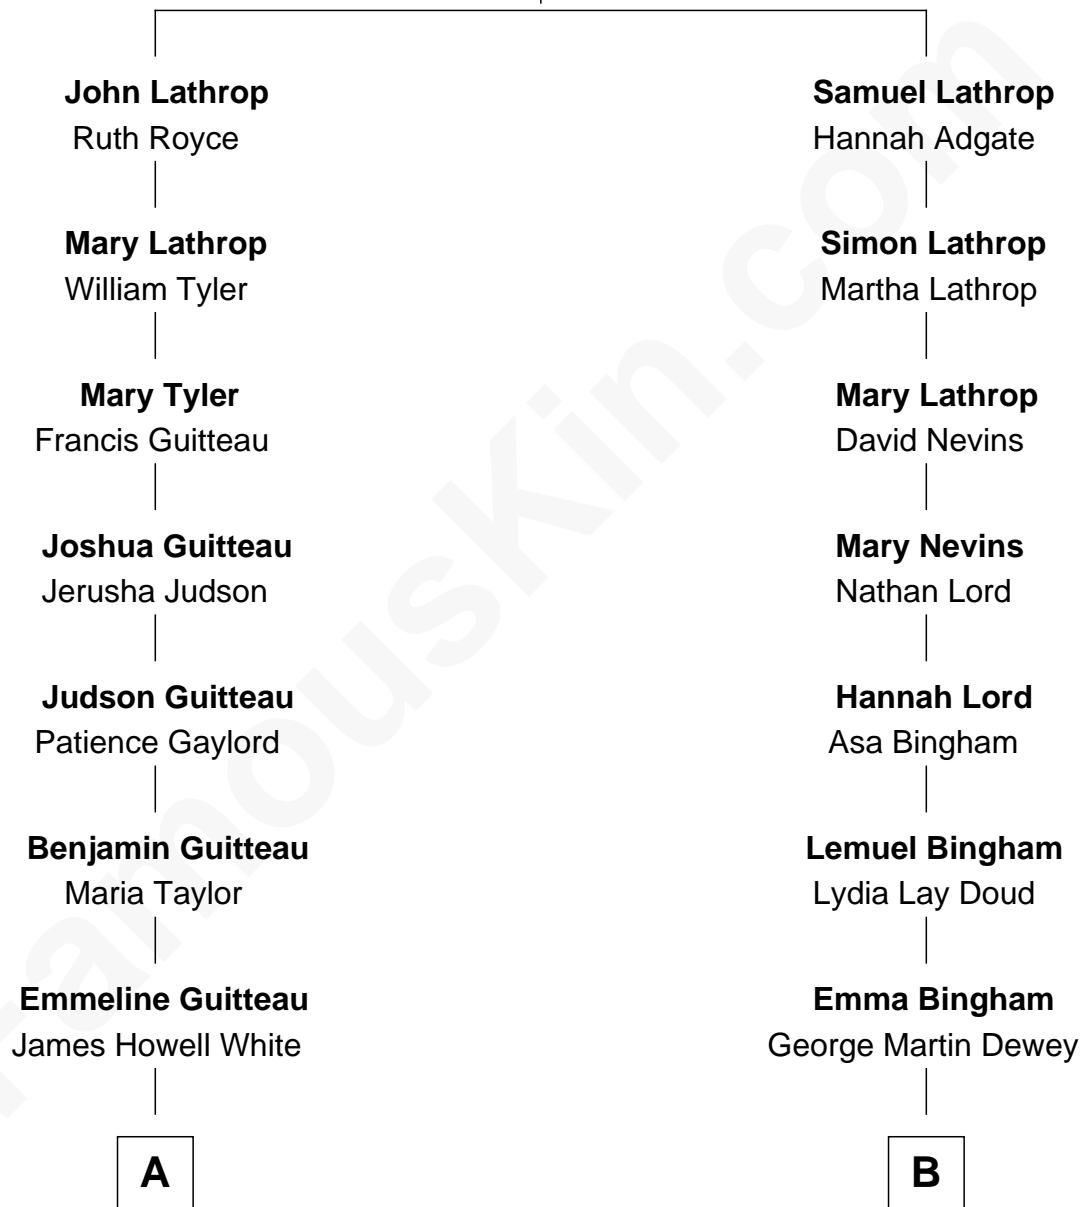 John Lathrop
Ruth Royce
Mary Lathrop
William Tyler
Mary Tyler
Francis Guitteau
Joshua Guitteau
Jerusha Judson
Judson Guitteau
Patience Gaylord
Benjamin Guitteau
Maria Taylor
Emmeline Guitteau
James Howell White
A
Samuel Lathrop
Hannah Adgate
Simon Lathrop
Martha Lathrop
Mary Lathrop
David Nevins
Mary Nevins
Nathan Lord
Hannah Lord
Asa Bingham
Lemuel Bingham
Lydia Lay Doud
Emma Bingham
George Martin Dewey
B
FamousKin.com